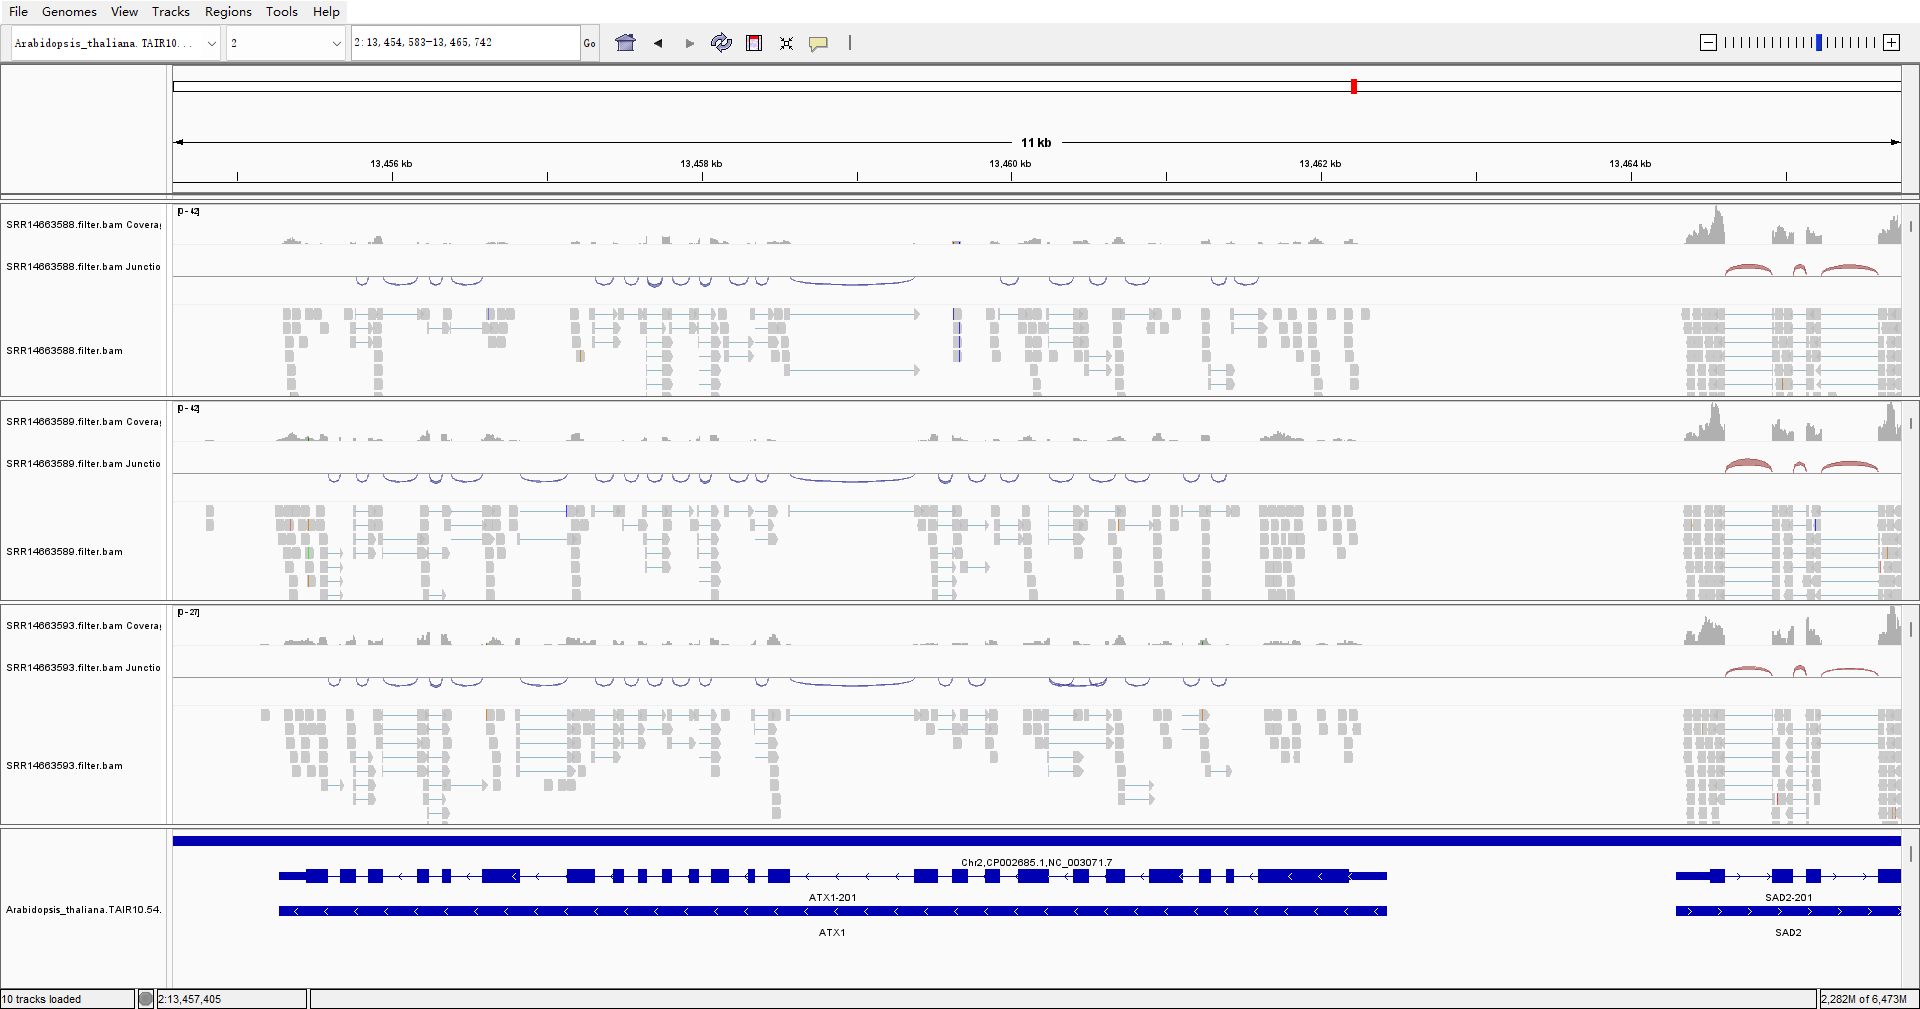 File Genomes View Tracks Regions Tools Help
Arabidopsis_thaliana.TAIR10... 2 2:13,454,583-13,465,742 Go
11 kb
13,456 kb 13,458 kb 13,460 kb 13,462 kb 13,464 kb
[0 - 42]
SRR14663588.filter.bam Covera
SRR14663588.filter.bam Junctio
SRR14663588.filter.bam
[0 - 42]
SRR14663589.filter.bam Covera
SRR14663589.filter.bam Junctio
SRR14663589.filter.bam
[0 - 27]
SRR14663593.filter.bam Covera
SRR14663593.filter.bam Junctio
SRR14663593.filter.bam
Chr2,CP002685.1,NC_003071.7
ATX1-201 SAD2-201
Arabidopsis_thaliana.TAIR10.54.
ATX1 SAD2
10 tracks loaded 2:13,457,405 2,282M of 6,473M